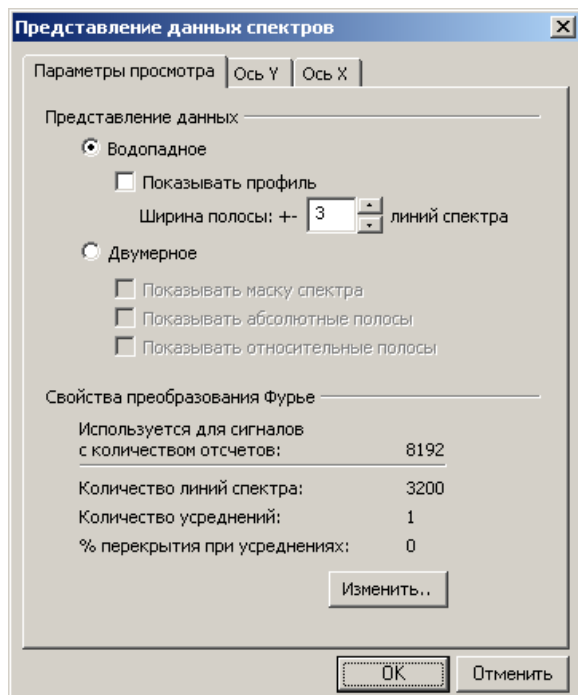 Представление данных спектров
Параметры просмотра Ось Y Ось X
Представление данных
Водопадное
Показывать профиль
Ширина полосы: +- 3 линий спектра
Двумерное
Показывать маску спектра
Показывать абсолютные полосы
Показывать относительные полосы
Свойства преобразования Фурье
Используется для сигналов
с количеством отсчетов: 8192
Количество линий спектра: 3200
Количество усреднений: 1
% перекрытия при усреднениях: 0
Изменить..
OK Отменить